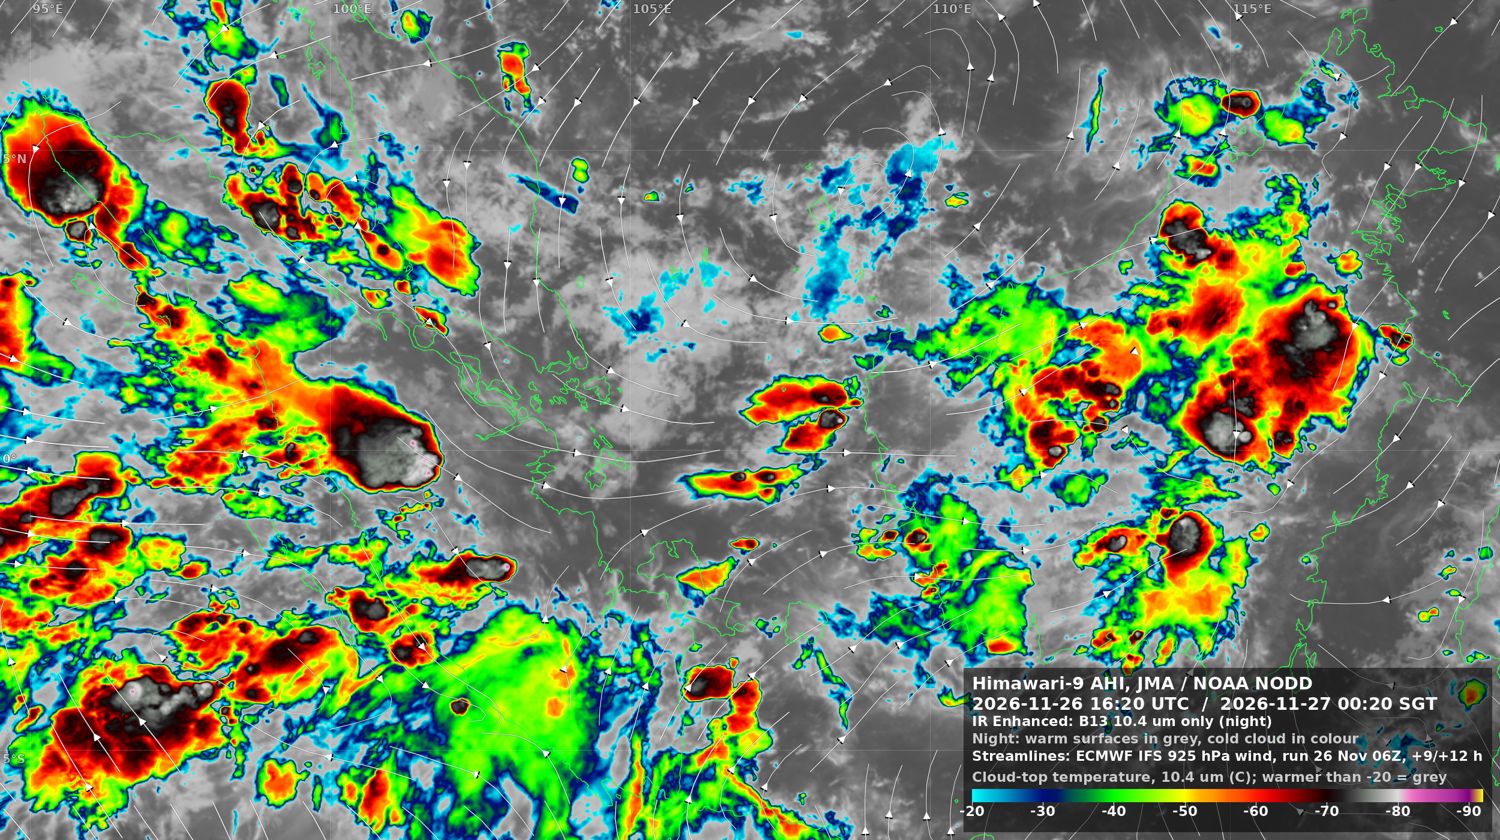 95°E
100°E
105°E
110°E
115°E
5°N
0°
5°S
Himawari-9 AHI, JMA / NOAA NODD
2026-11-26 16:20 UTC / 2026-11-27 00:20 SGT
IR Enhanced: B13 10.4 um only (night)
Night: warm surfaces in grey, cold cloud in colour
Streamlines: ECMWF IFS 925 hPa wind, run 26 Nov 06Z, +9/+12 h
Cloud-top temperature, 10.4 um (C); warmer than -20 = grey
-20 -30 -40 -50 -60 -70 -80 -90